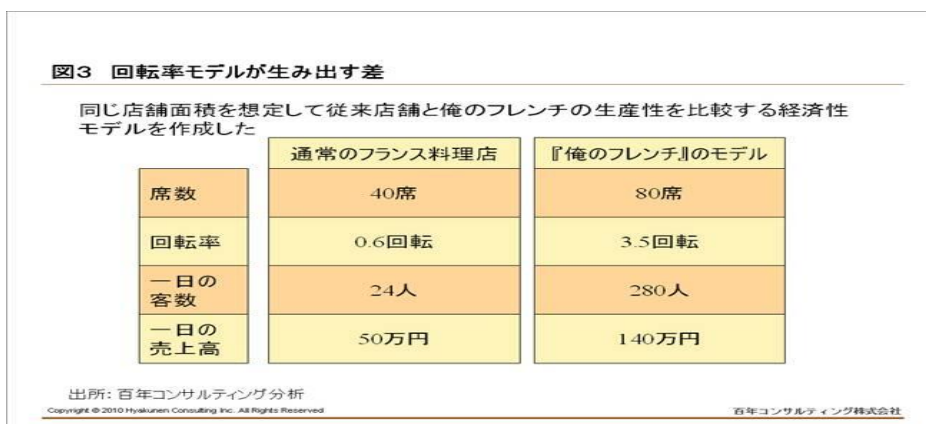 図3 回転率モデルが生み出す差
同じ店舗面積を想定して従来店舗と俺のフレンチの生産性を比較する経済性
モデルを作成した
通常のフランス料理店 『俺のフレンチ』のモデル
席数 40席 80席
回転率 0.6回転 3.5回転
一日の
客数 24人 280人
一日の
売上高 50万円 140万円
出所: 百年コンサルティング分析
Copyright © 2010 Hyakunen Consulting Inc. All Rights Reserved 百年コンサルティング株式会社